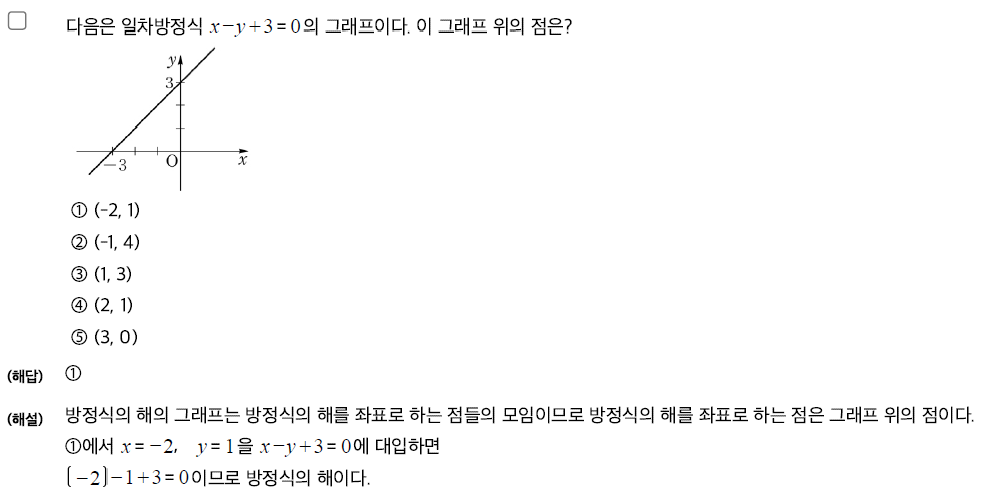 다음은 일차방정식 x−y+3=0의 그래프이다. 이 그래프 위의 점은?
y
3
−3
O
x
① (-2, 1)
② (-1, 4)
③ (1, 3)
④ (2, 1)
⑤ (3, 0)
(해답) ①
(해설) 방정식의 해의 그래프는 방정식의 해를 좌표로 하는 점들의 모임이므로 방정식의 해를 좌표로 하는 점은 그래프 위의 점이다.
①에서 x=−2, y=1을 x−y+3=0에 대입하면
(−2)−1+3=0이므로 방정식의 해이다.